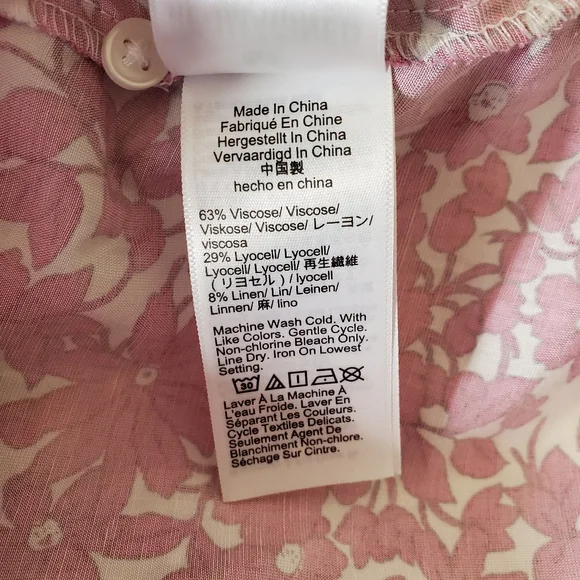 Made In China
Fabriqué En Chine
Hergestellt In China
Vervaardigd In China
中国製
hecho en china
63% Viscose/ Viscose/
Viskose/ Viscose/ レーヨン/
viscosa
29% Lyocell/ Lyocell/
Lyocell/ Lyocell/ 再生繊維
(リヨセル) / lyocell
8% Linen/ Lin/ Leinen/
Linnen/ 麻/ lino
Machine Wash Cold. With
Like Colors. Gentle Cycle.
Non-chlorine Bleach Only.
Line Dry. Iron On Lowest
Setting.
30
Laver À La Machine À
L'eau Froide. Laver En
Séparant Les Couleurs.
Cycle Textiles Delicats.
Seulement Agent De
Blanchiment Non-chlore.
Séchage Sur Cintre.